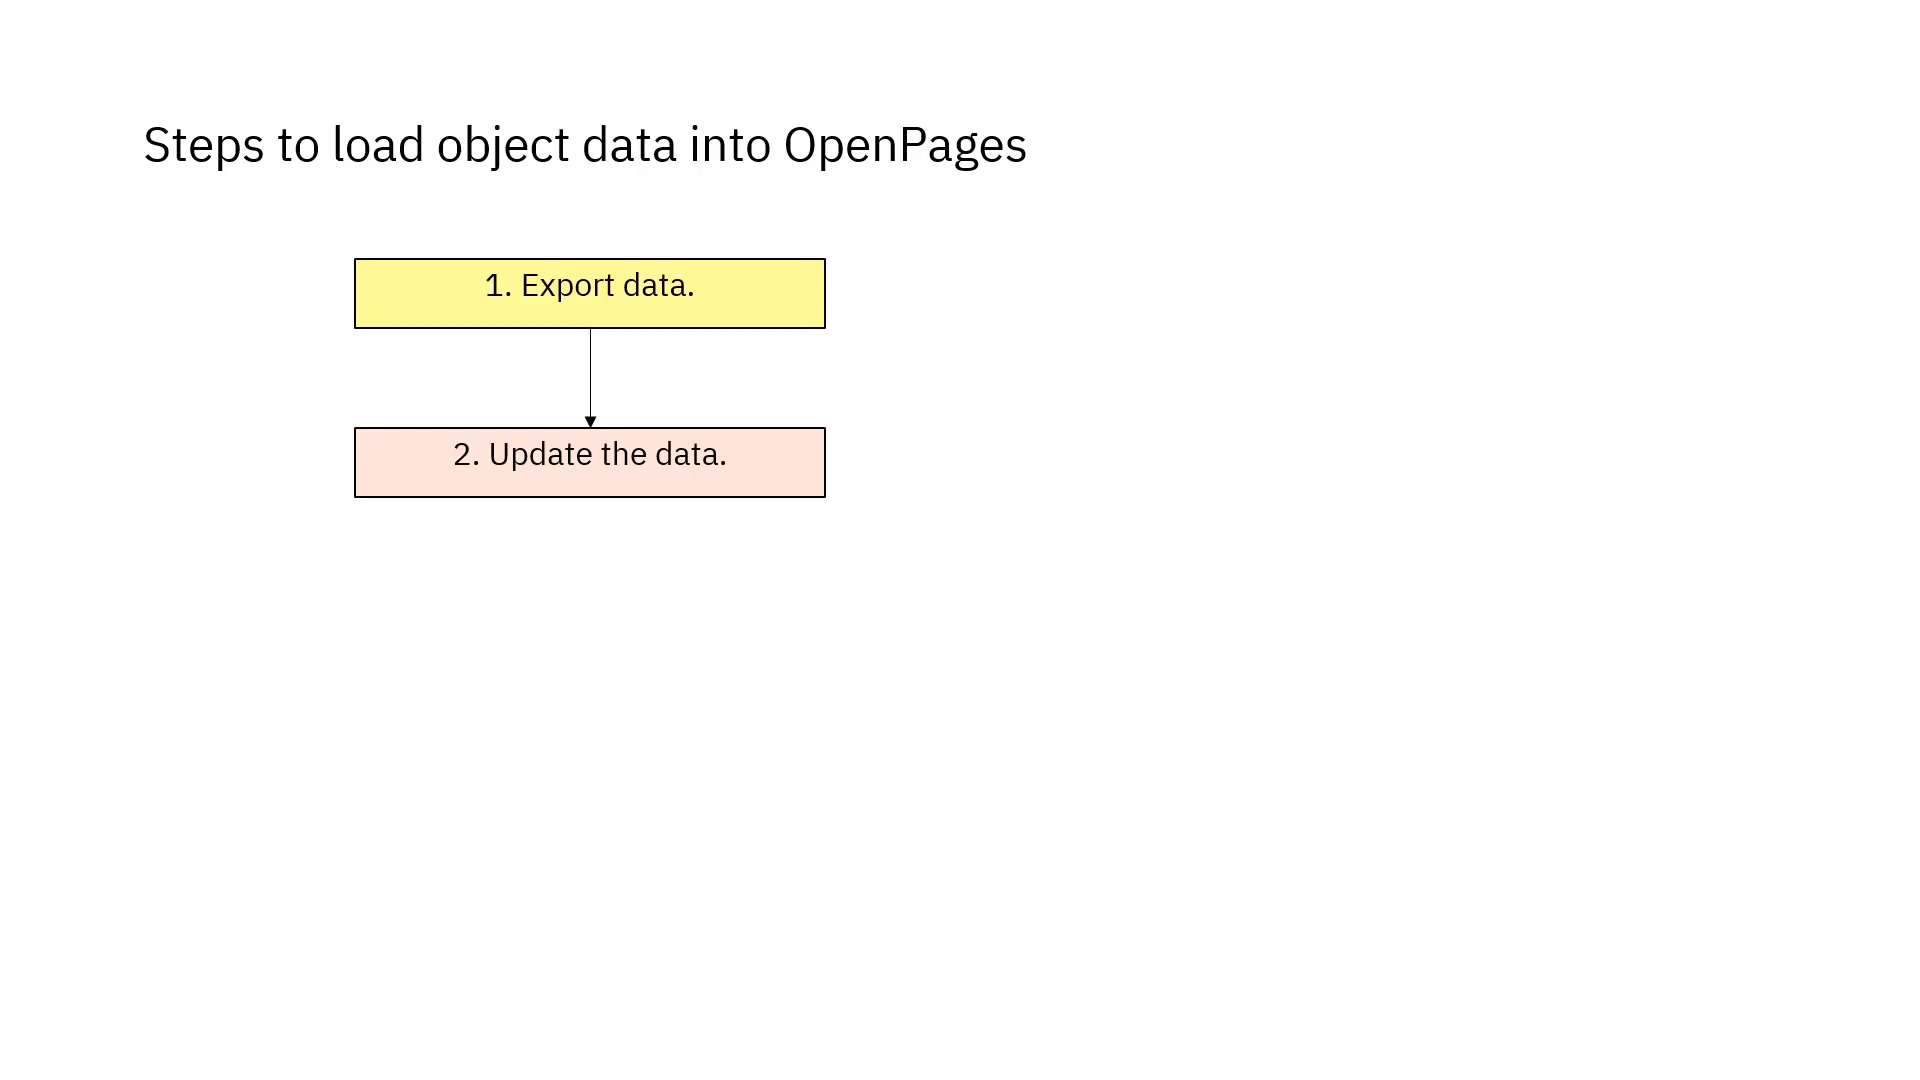 Steps to load object data into OpenPages
1. Export data.
2. Update the data.